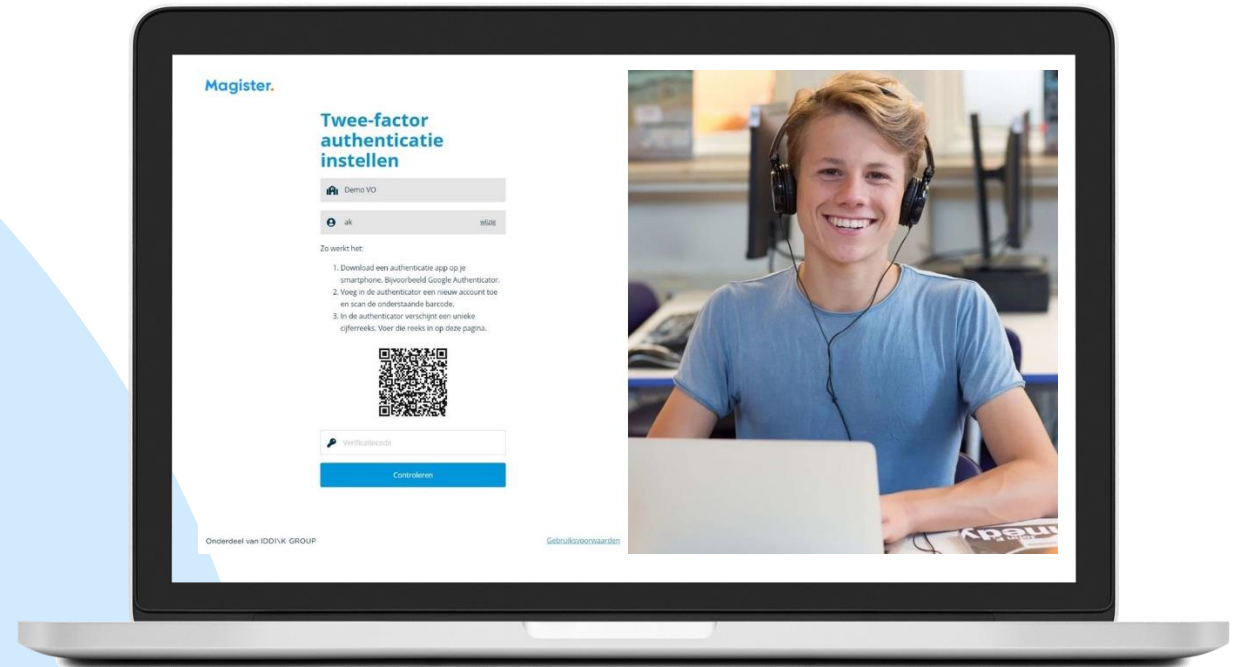 Magister.
Twee-factor
authenticatie
instellen
Demo VO
ak wijzig
Zo werkt het:
1. Download een authenticatie app op je
smartphone. Bijvoorbeeld Google Authenticator.
2. Voeg in de authenticator een nieuw account toe
en scan de onderstaande barcode.
3. In de authenticator verschijnt een unieke
cijferreeks. Voer die reeks in op deze pagina.
Verificatiecode
Controleren
Onderdeel van IDDINK GROUP
Gebruiksvoorwaarden